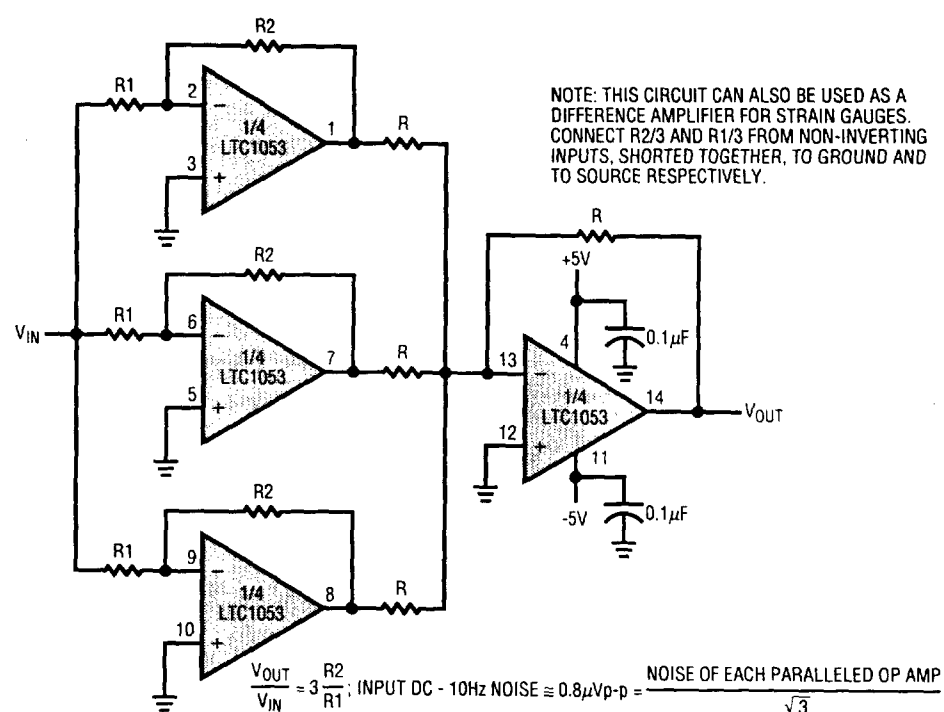 R2
R1
2
−
1/4
LTC1053
1
3
+
R
NOTE: THIS CIRCUIT CAN ALSO BE USED AS A
DIFFERENCE AMPLIFIER FOR STRAIN GAUGES.
CONNECT R2/3 AND R1/3 FROM NON-INVERTING
INPUTS, SHORTED TOGETHER, TO GROUND AND
TO SOURCE RESPECTIVELY.
R2
VIN
R1
6
−
1/4
LTC1053
7
5
+
R
R
+5V
4
0.1µF
13
−
1/4
LTC1053
14
VOUT
12
+
11
-5V
0.1µF
R2
R1
9
−
1/4
LTC1053
8
10
+
R
VOUT/VIN = 3 R2/R1; INPUT DC - 10Hz NOISE ≅ 0.8µVp-p = NOISE OF EACH PARALLELED OP AMP/√3